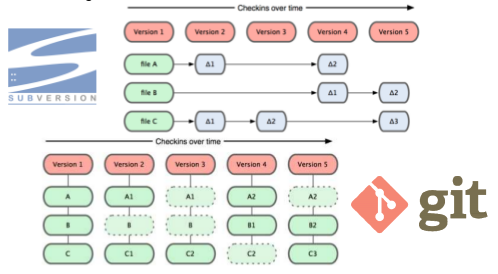 Checkins over time
Version 1 Version 2 Version 3 Version 4 Version 5
file A Δ1 Δ2
SUBVERSION
file B Δ1 Δ2
file C Δ1 Δ2 Δ3
Checkins over time
Version 1 Version 2 Version 3 Version 4 Version 5
A A1 A1 A2 A2
B B B B1 B2
C C1 C2 C2 C3
git